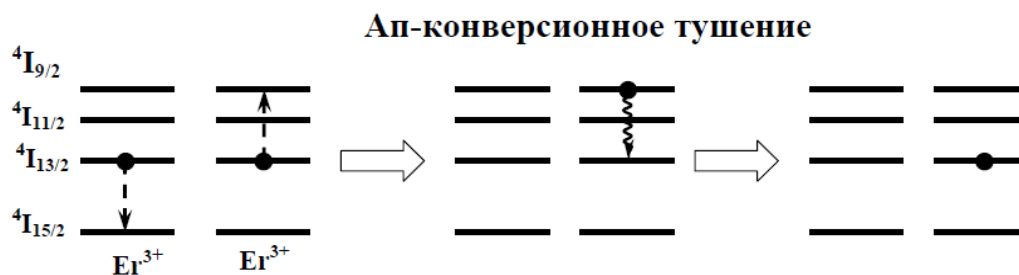 Ап-конверсионное тушение
⁴I₉/₂
⁴I₁₁/₂
⁴I₁₃/₂
⁴I₁₅/₂
Er³⁺ Er³⁺